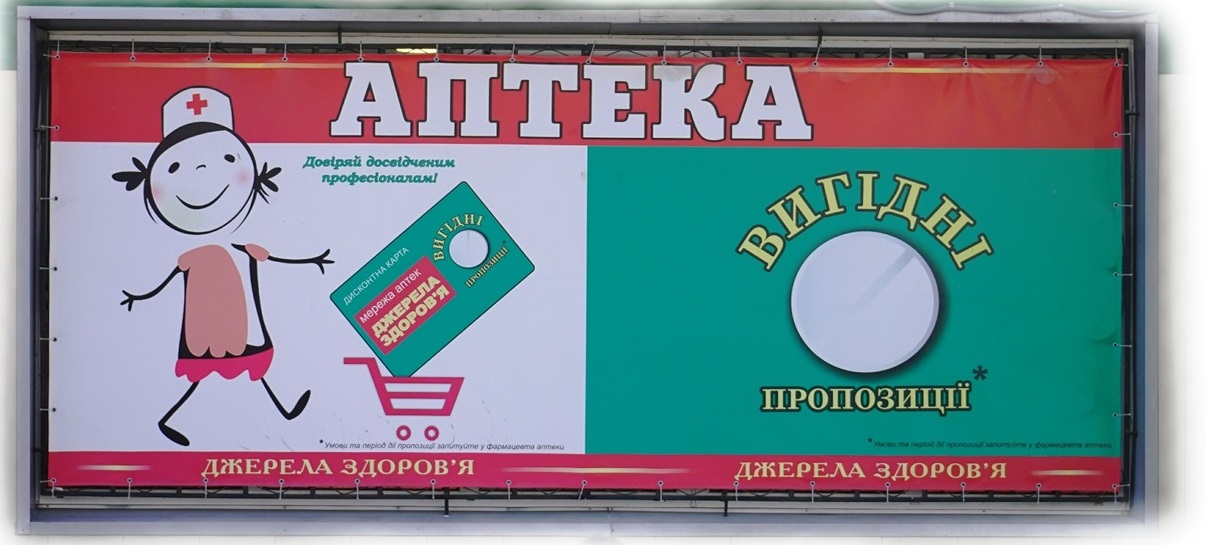 АПТЕКА
Довіряй досвідченим
професіоналам!
ДИСКОНТНА КАРТА
мережа аптек
ДЖЕРЕЛА
ЗДОРОВ'Я
ВИГІДНІ
ПРОПОЗИЦІЇ*
*Умови та період дії пропозиції запитуйте у фармацевта аптеки
ДЖЕРЕЛА ЗДОРОВ'Я
ВИГІДНІ
ПРОПОЗИЦІЇ*
*Умови та період дії пропозиції запитуйте у фармацевта аптеки
ДЖЕРЕЛА ЗДОРОВ'Я